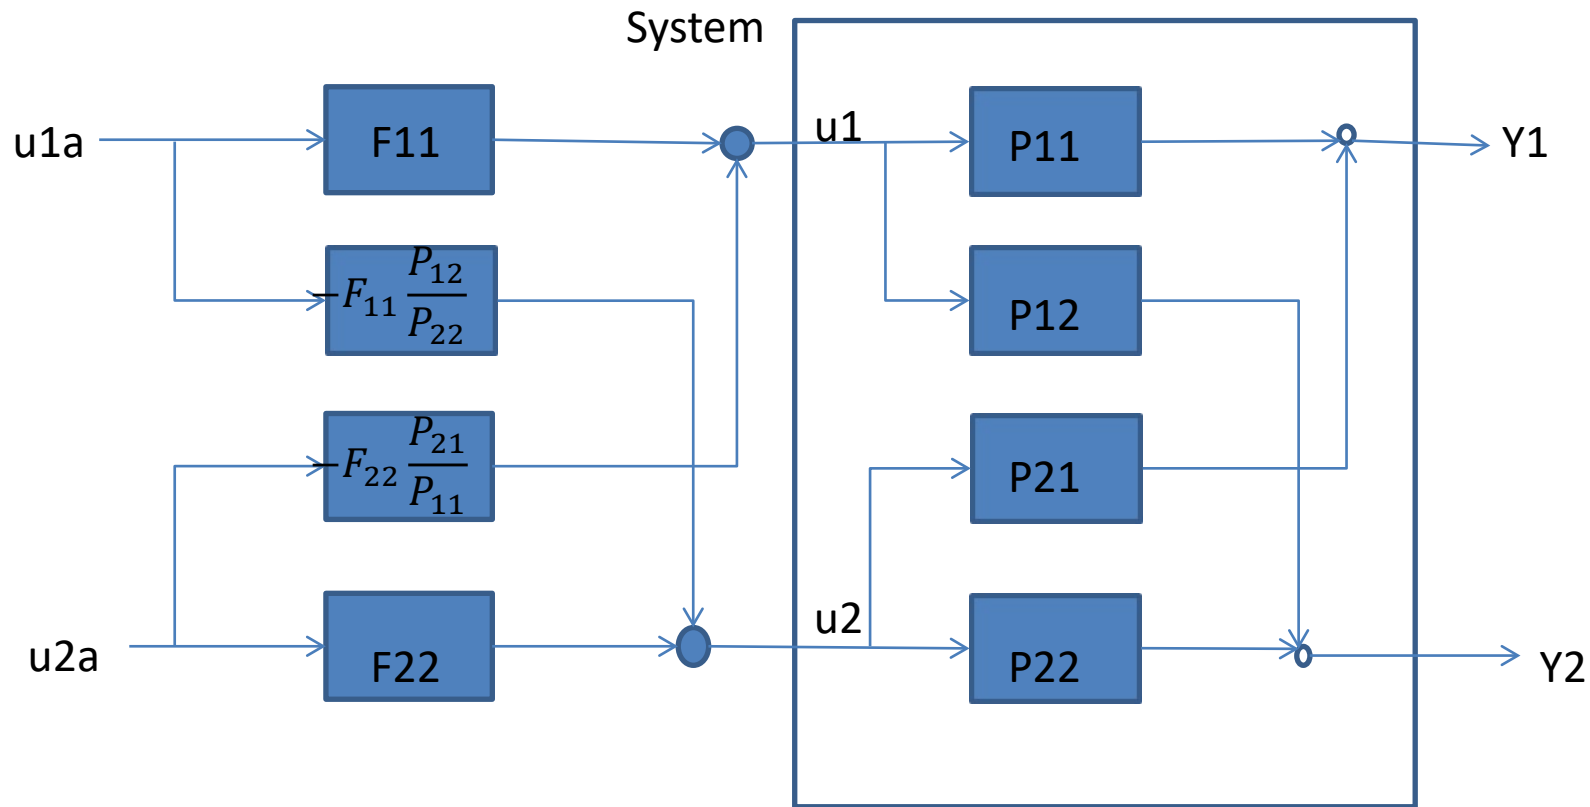 System
u1a
F11
u1
P11
Y1
−F₁₁ P₁₂/P₂₂
P12
−F₂₂ P₂₁/P₁₁
P21
u2a
F22
u2
P22
Y2